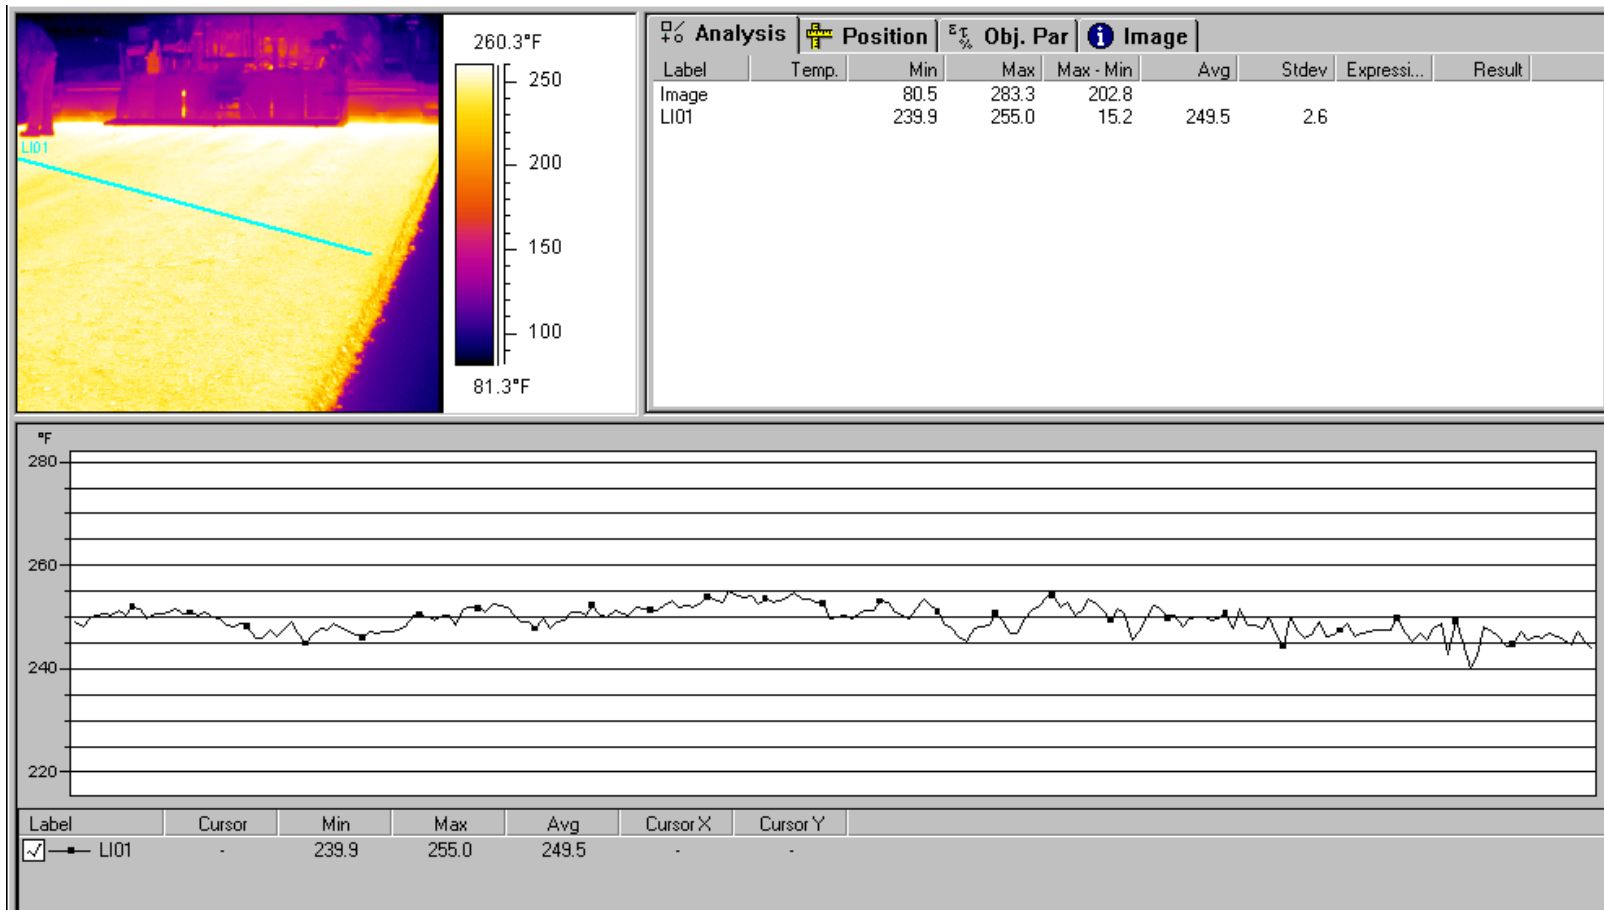 260.3°F
250
200
150
100
81.3°F
LI01
Analysis Position Obj. Par Image
Label Temp. Min Max Max - Min Avg Stdev Expressi... Result
Image 80.5 283.3 202.8
LI01 239.9 255.0 15.2 249.5 2.6
°F
280
260
240
220
Label Cursor Min Max Avg Cursor X Cursor Y
LI01 - 239.9 255.0 249.5 - -